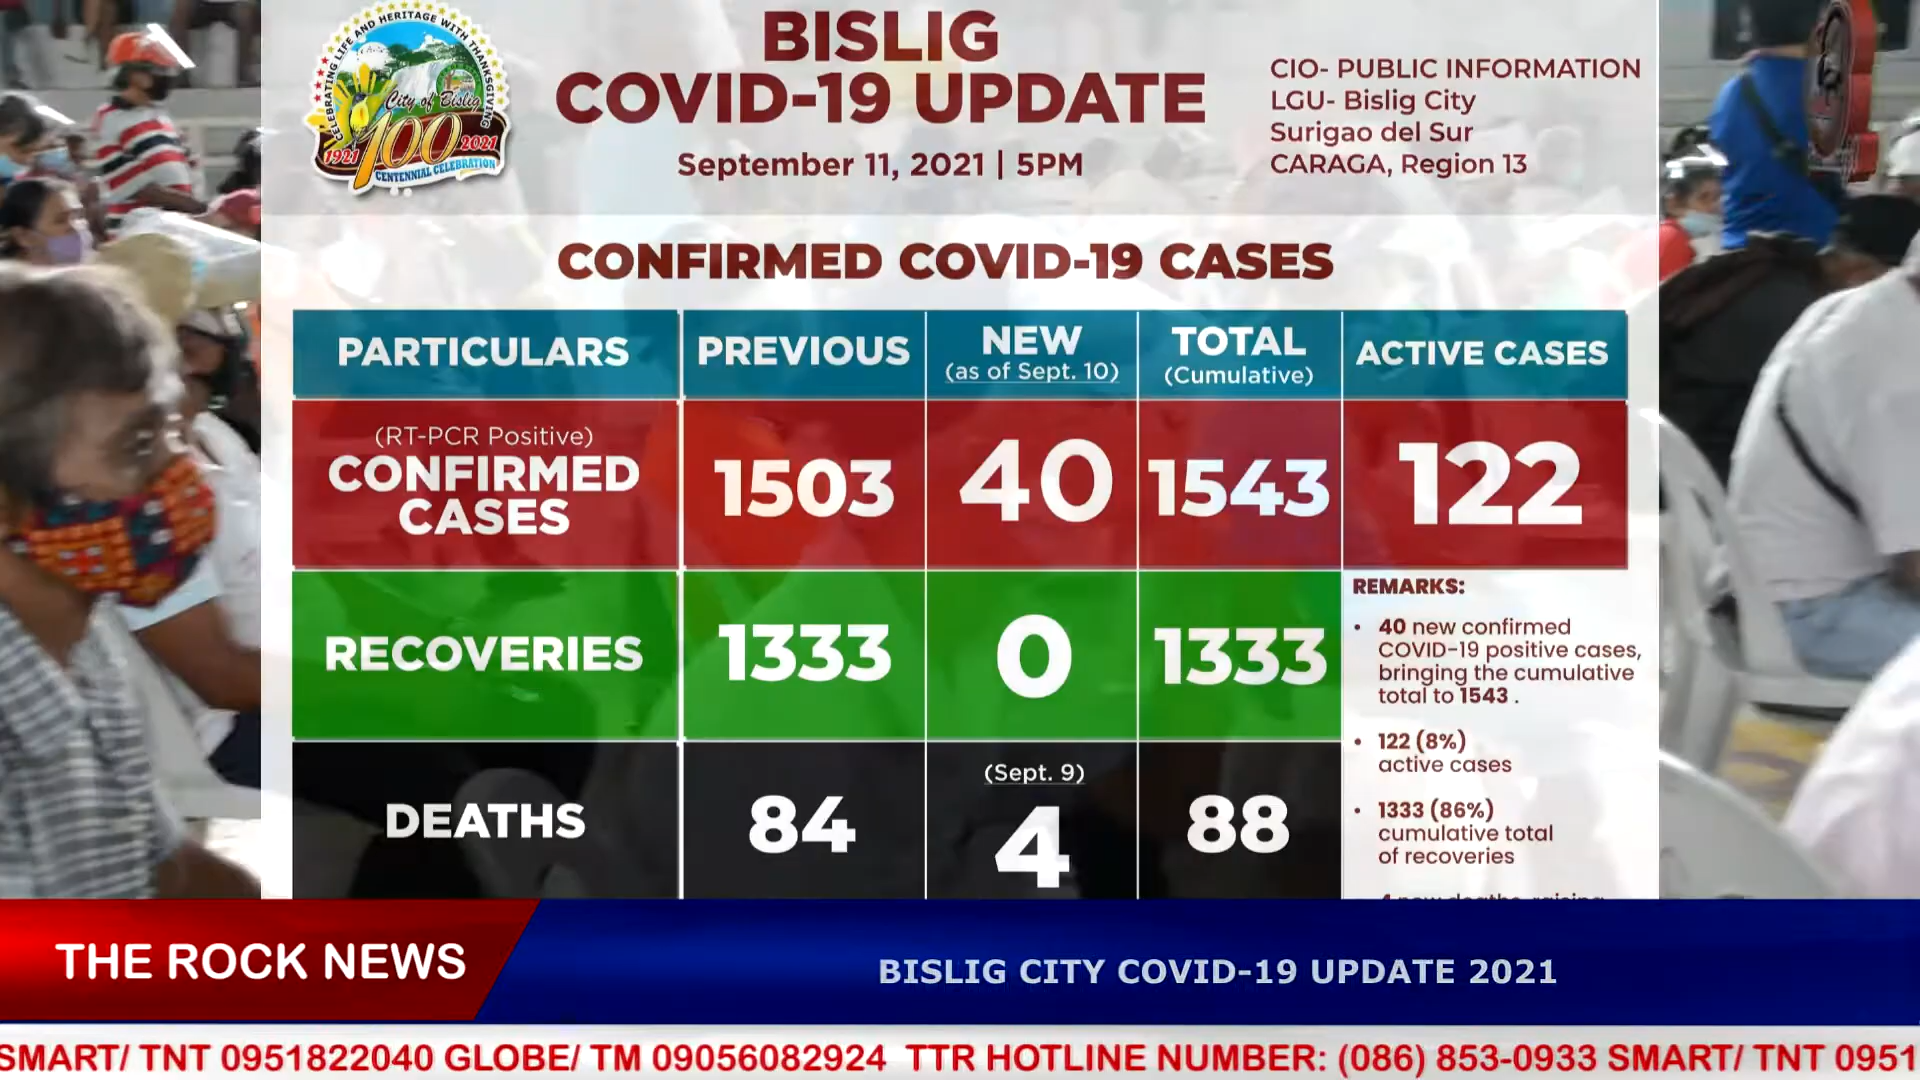 CELEBRATING LIFE AND HERITAGE WITH THANKSGIVING
City of Bislig
1921 100 2021
CENTENNIAL CELEBRATION
BISLIG
COVID-19 UPDATE
September 11, 2021 | 5PM
CIO- PUBLIC INFORMATION
LGU- Bislig City
Surigao del Sur
CARAGA, Region 13
CONFIRMED COVID-19 CASES
PARTICULARS
PREVIOUS
NEW
(as of Sept. 10)
TOTAL
(Cumulative)
ACTIVE CASES
(RT-PCR Positive)
CONFIRMED
CASES
1503
40
1543
122
RECOVERIES
1333
0
1333
DEATHS
84
(Sept. 9)
4
88
REMARKS:
• 40 new confirmed
COVID-19 positive cases,
bringing the cumulative
total to 1543 .
• 122 (8%)
active cases
• 1333 (86%)
cumulative total
of recoveries
4 new deaths, raising
THE ROCK NEWS
BISLIG CITY COVID-19 UPDATE 2021
SMART/ TNT 0951822040 GLOBE/ TM 09056082924 TTR HOTLINE NUMBER: (086) 853-0933 SMART/ TNT 0951